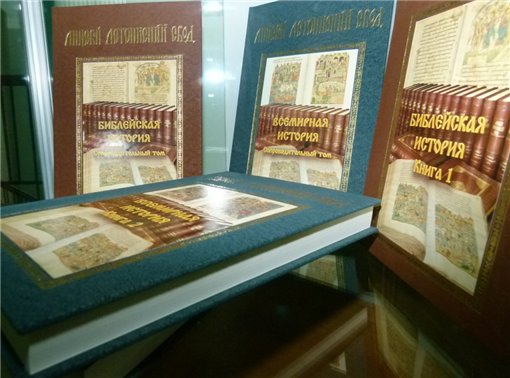 ЛИЦЕВОЙ ЛЕТОПИСНЫЙ СВОД
БИБЛЕЙСКАЯ
ИСТОРИЯ
Сопроводительный том
ЛИЦЕВОЙ ЛЕТОПИСНЫЙ СВОД
ВСЕМИРНАЯ
ИСТОРИЯ
Сопроводительный том
БИБЛЕЙСКАЯ
ИСТОРИЯ
Книга 1
ВСЕМИРНАЯ
ИСТОРИЯ
Книга